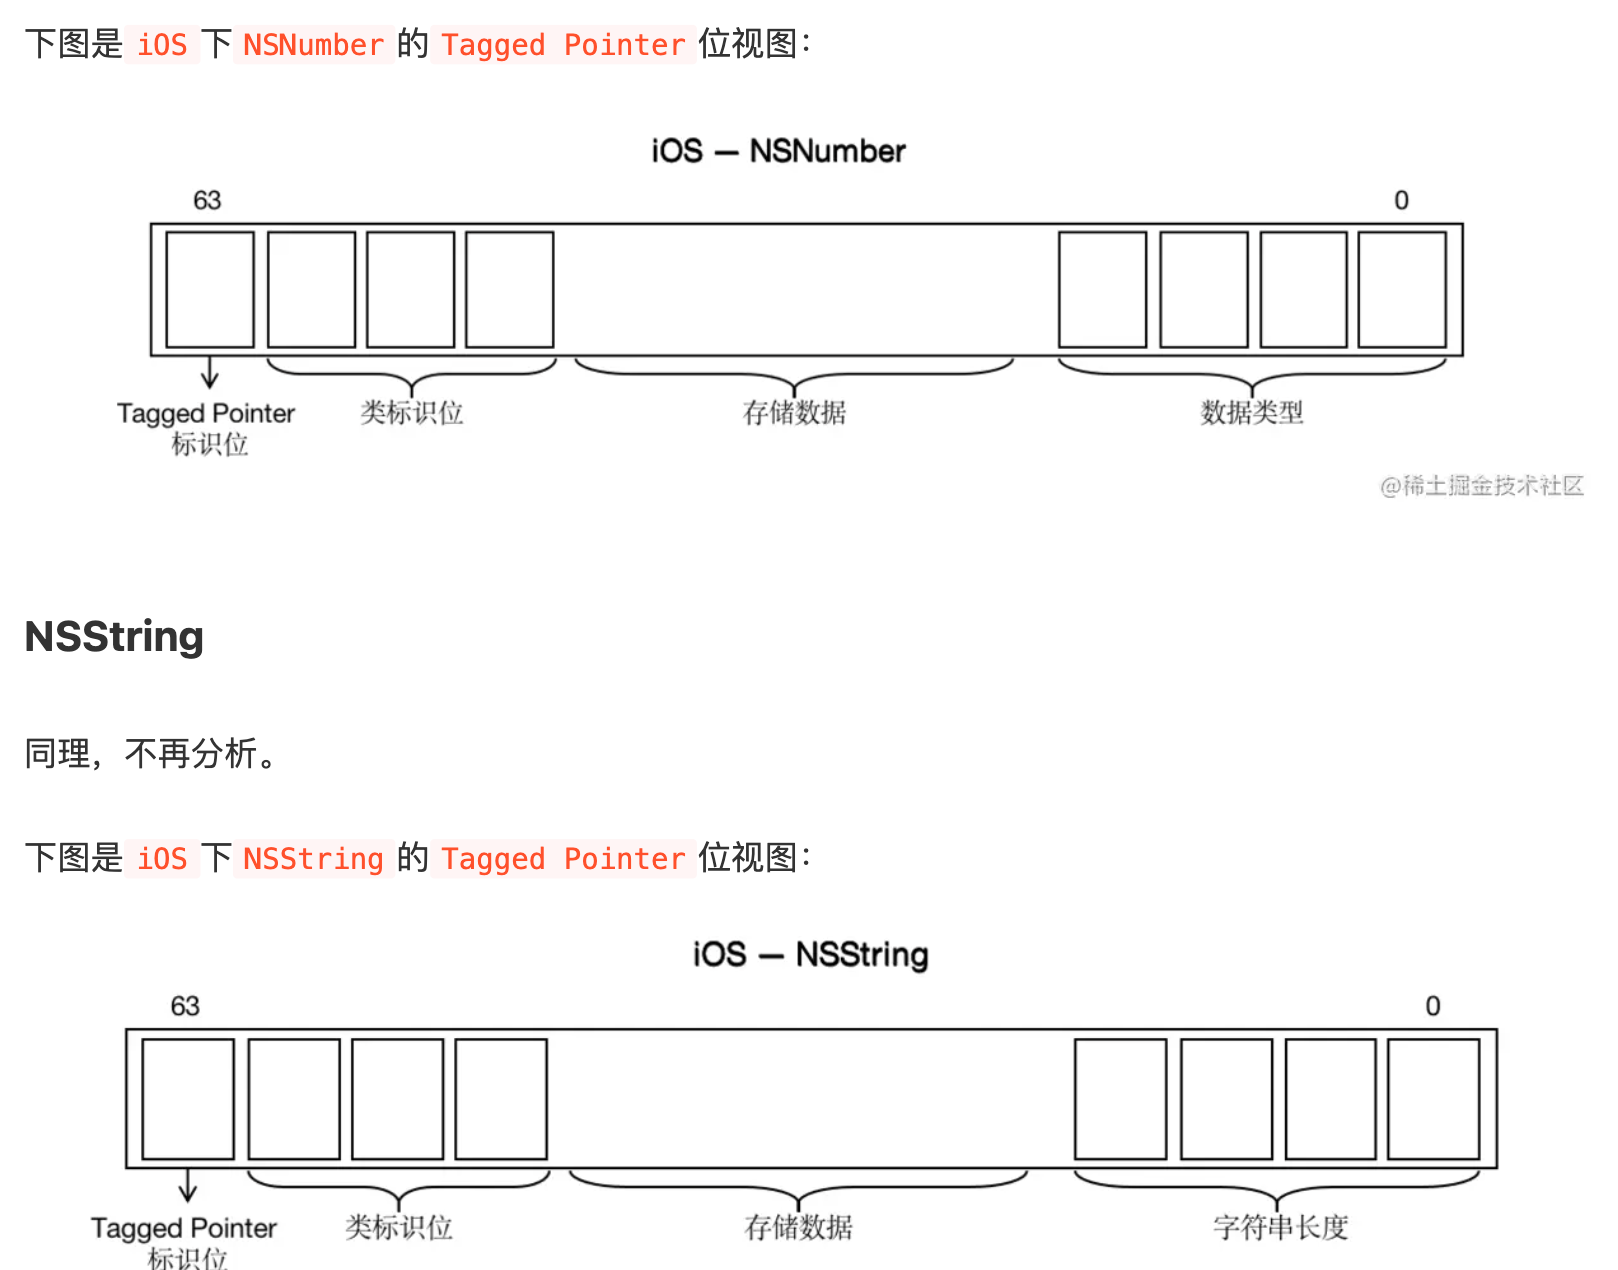 下图是 iOS 下 NSNumber 的 Tagged Pointer 位视图：
iOS — NSNumber
63 0
Tagged Pointer 标识位 类标识位 存储数据 数据类型
@稀土掘金技术社区
NSString
同理，不再分析。
下图是 iOS 下 NSString 的 Tagged Pointer 位视图：
iOS — NSString
63 0
Tagged Pointer 标识位 类标识位 存储数据 字符串长度